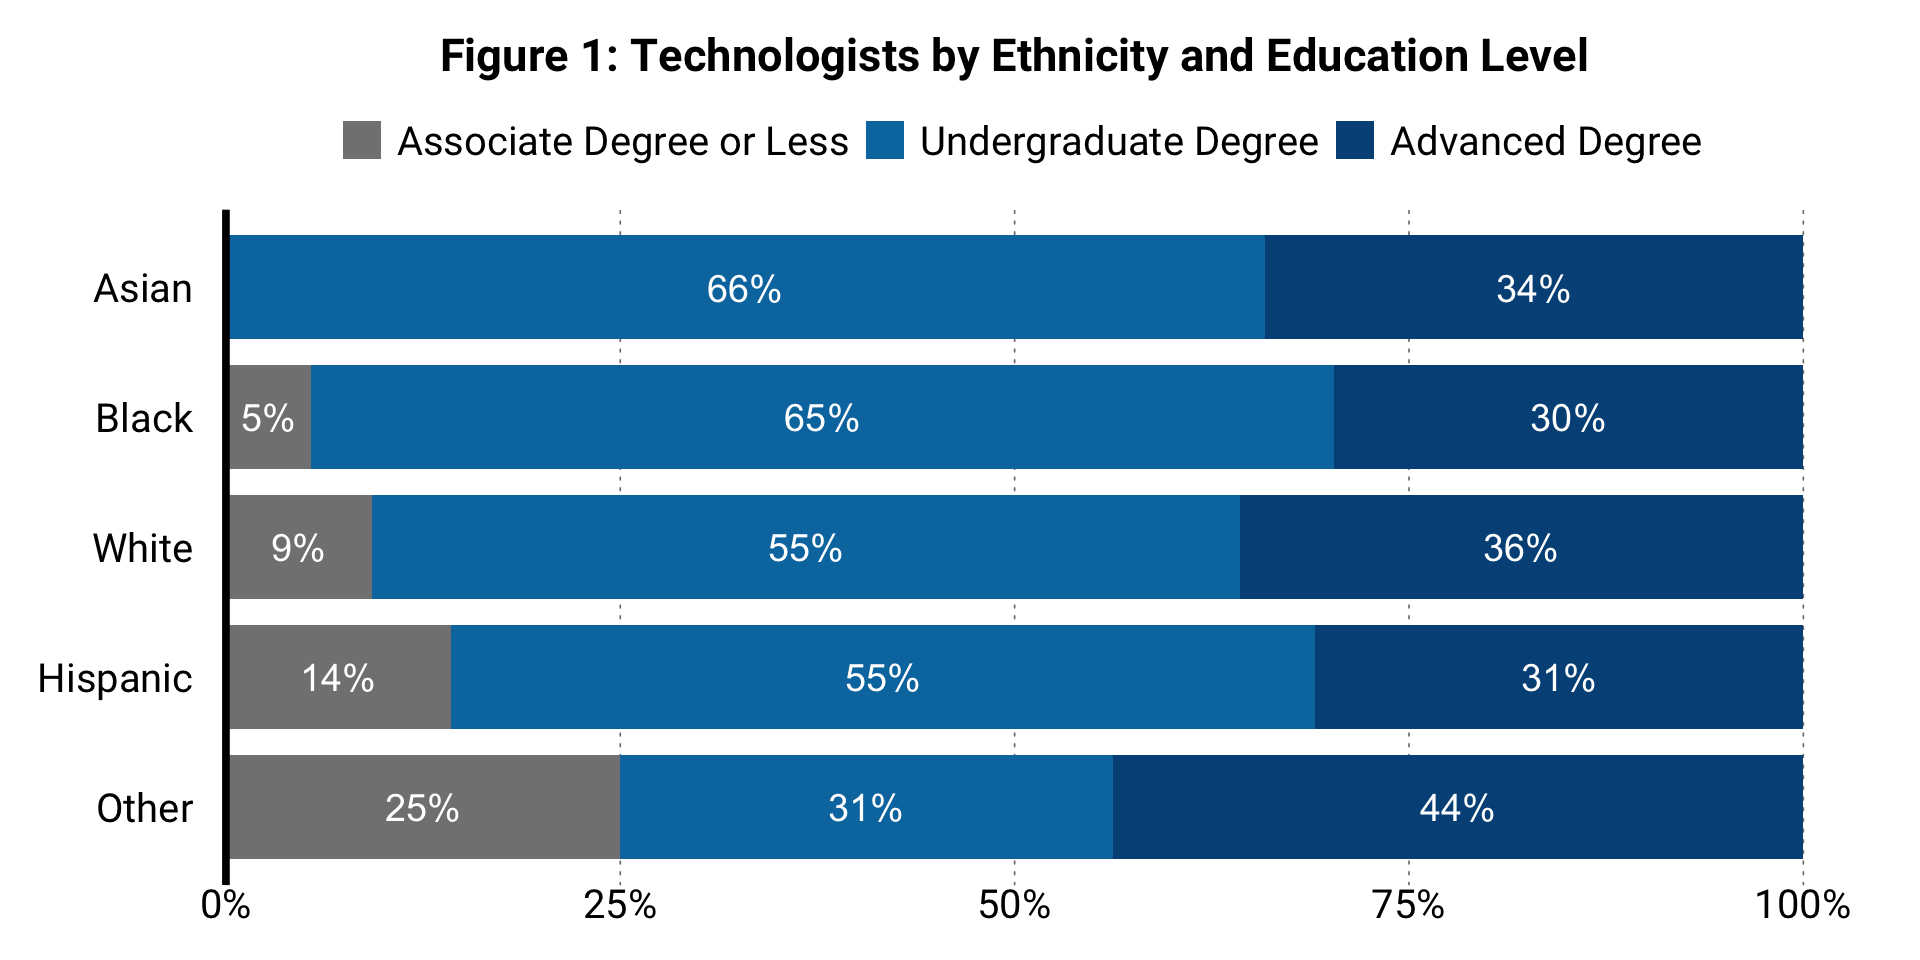 Figure 1: Technologists by Ethnicity and Education Level
Associate Degree or Less Undergraduate Degree Advanced Degree
Asian 66% 34%
Black 5% 65% 30%
White 9% 55% 36%
Hispanic 14% 55% 31%
Other 25% 31% 44%
0% 25% 50% 75% 100%